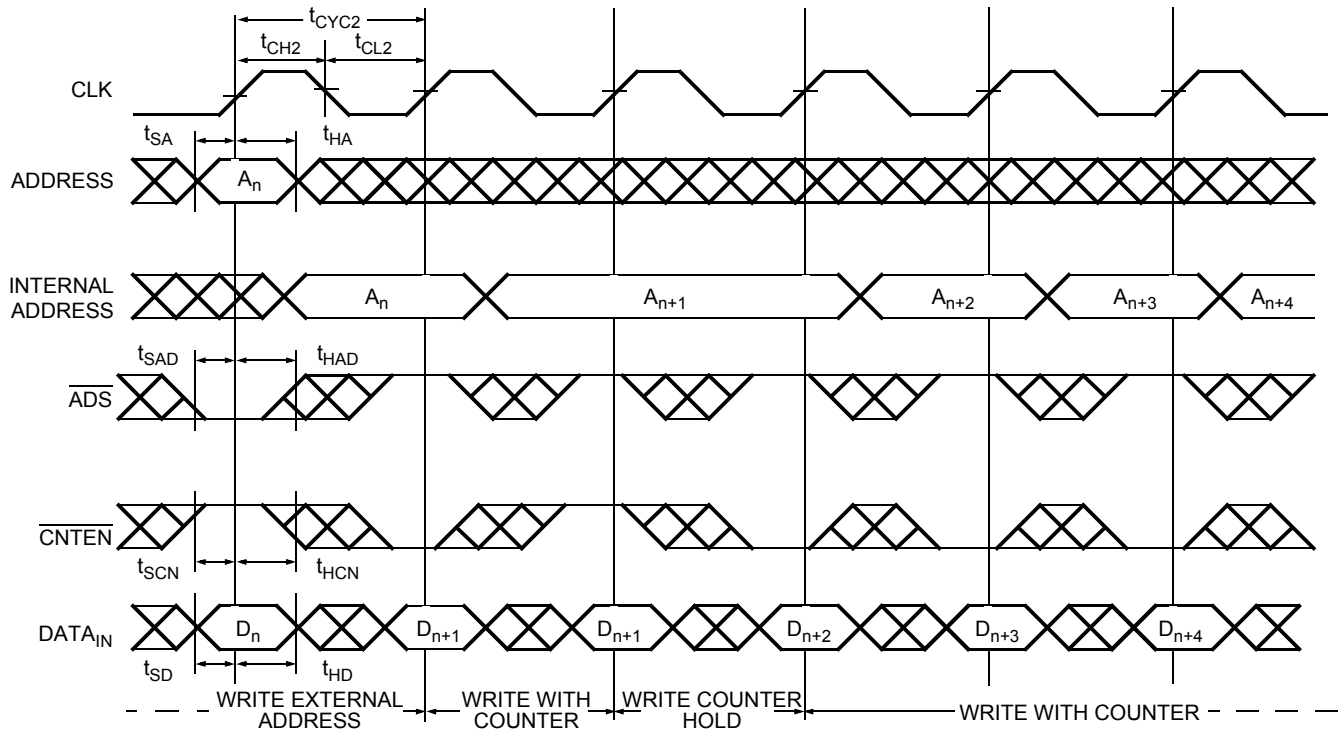 tCYC2
tCH2 tCL2
CLK
tSA tHA
ADDRESS An
INTERNAL ADDRESS An An+1 An+2 An+3 An+4
tSAD tHAD
ADS
CNTEN
tSCN tHCN
DATAIN Dn Dn+1 Dn+1 Dn+2 Dn+3 Dn+4
tSD tHD
WRITE EXTERNAL ADDRESS
WRITE WITH COUNTER
WRITE COUNTER HOLD
WRITE WITH COUNTER